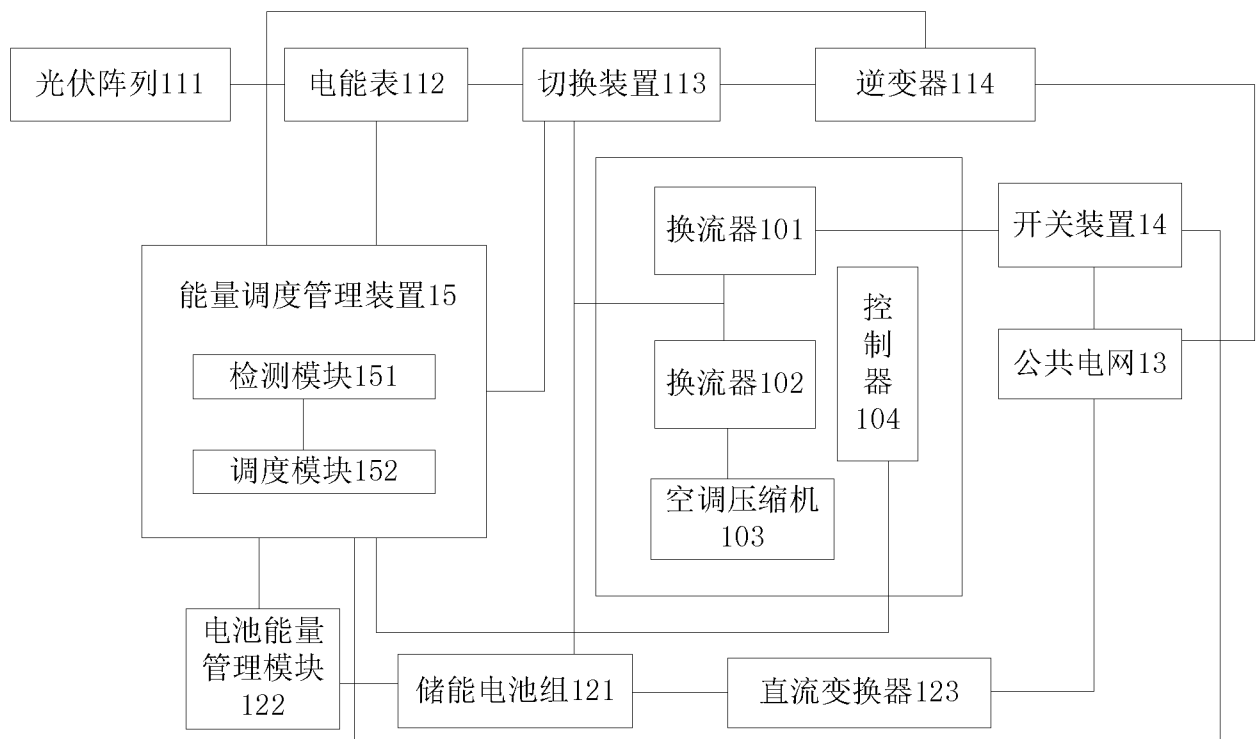 光伏阵列111
电能表112
切换装置113
逆变器114
换流器101
开关装置14
能量调度管理装置15
控
制
器
104
检测模块151
换流器102
公共电网13
调度模块152
空调压缩机
103
电池能量
管理模块
122
储能电池组121
直流变换器123